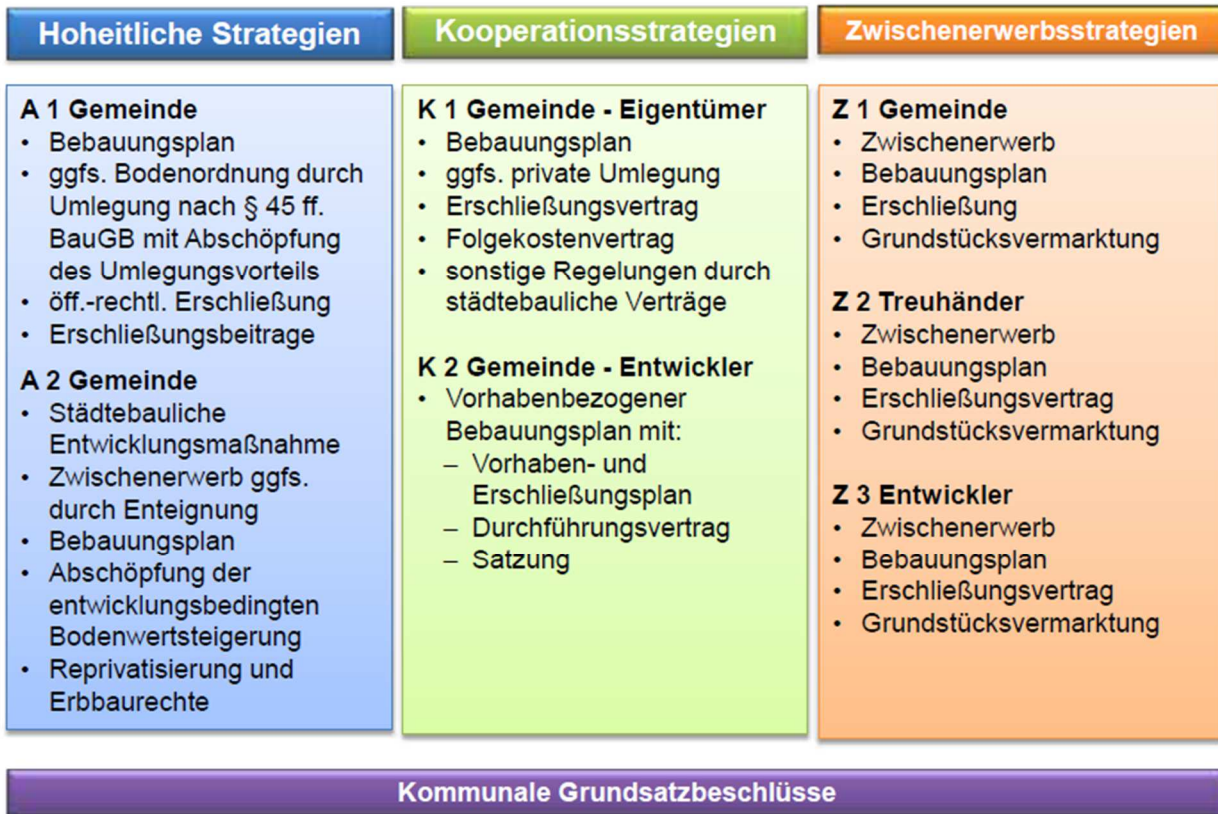 Hoheitliche Strategien
A 1 Gemeinde
• Bebauungsplan
• ggfs. Bodenordnung durch
Umlegung nach § 45 ff.
BauGB mit Abschöpfung
des Umlegungsvorteils
• öff.-rechtl. Erschließung
• Erschließungsbeitrage
A 2 Gemeinde
• Städtebauliche
Entwicklungsmaßnahme
• Zwischenerwerb ggfs.
durch Enteignung
• Bebauungsplan
• Abschöpfung der
entwicklungsbedingten
Bodenwertsteigerung
• Reprivatisierung und
Erbbaurechte
Kooperationsstrategien
K 1 Gemeinde - Eigentümer
• Bebauungsplan
• ggfs. private Umlegung
• Erschließungsvertrag
• Folgekostenvertrag
• sonstige Regelungen durch
städtebauliche Verträge
K 2 Gemeinde - Entwickler
• Vorhabenbezogener
Bebauungsplan mit:
– Vorhaben- und
Erschließungsplan
– Durchführungsvertrag
– Satzung
Zwischenerwerbsstrategien
Z 1 Gemeinde
• Zwischenerwerb
• Bebauungsplan
• Erschließung
• Grundstücksvermarktung
Z 2 Treuhänder
• Zwischenerwerb
• Bebauungsplan
• Erschließungsvertrag
• Grundstücksvermarktung
Z 3 Entwickler
• Zwischenerwerb
• Bebauungsplan
• Erschließungsvertrag
• Grundstücksvermarktung
Kommunale Grundsatzbeschlüsse